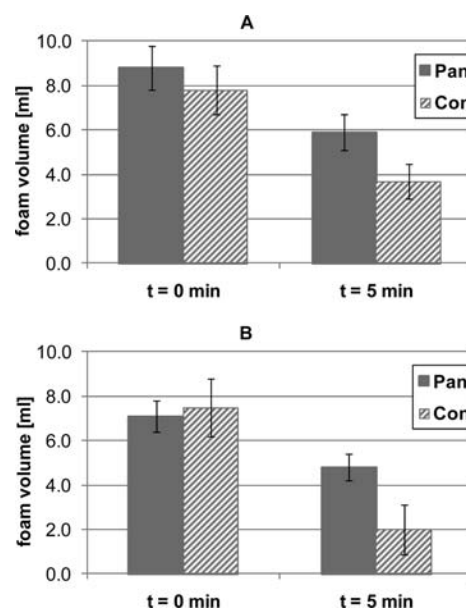 A
foam volume [ml]
10.0
8.0
6.0
4.0
2.0
0.0
Pan
Con
t = 0 min
t = 5 min
B
foam volume [ml]
10.0
8.0
6.0
4.0
2.0
0.0
Pan
Con
t = 0 min
t = 5 min